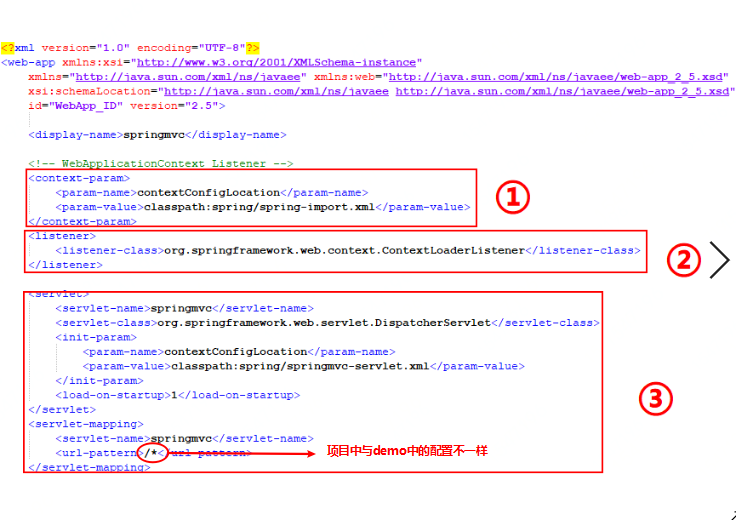 <?xml version="1.0" encoding="UTF-8"?>
<web-app xmlns:xsi="http://www.w3.org/2001/XMLSchema-instance"
xmlns="http://java.sun.com/xml/ns/javaee" xmlns:web="http://java.sun.com/xml/ns/javaee/web-app_2_5.xsd"
xsi:schemaLocation="http://java.sun.com/xml/ns/javaee http://java.sun.com/xml/ns/javaee/web-app_2_5.xsd"
id="WebApp_ID" version="2.5">
<display-name>springmvc</display-name>
<!-- WebApplicationContext Listener -->
<context-param>
<param-name>contextConfigLocation</param-name>
<param-value>classpath:spring/spring-import.xml</param-value>
</context-param>
①
<listener>
<listener-class>org.springframework.web.context.ContextLoaderListener</listener-class>
</listener>
②
<servlet>
<servlet-name>springmvc</servlet-name>
<servlet-class>org.springframework.web.servlet.DispatcherServlet</servlet-class>
<init-param>
<param-name>contextConfigLocation</param-name>
<param-value>classpath:spring/springmvc-servlet.xml</param-value>
</init-param>
<load-on-startup>1</load-on-startup>
</servlet>
③
<servlet-mapping>
<servlet-name>springmvc</servlet-name>
<url-pattern>/*</url-pattern> 项目中与demo中的配置不一样
</servlet-mapping>